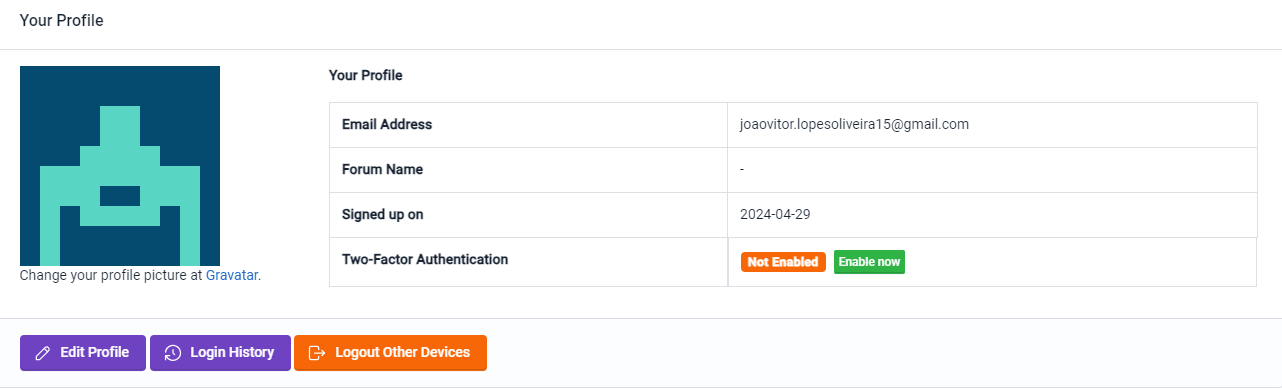 Your Profile
Your Profile
Email Address joaovitor.lopesoliveira15@gmail.com
Forum Name -
Signed up on 2024-04-29
Two-Factor Authentication Not Enabled Enable now
Change your profile picture at Gravatar.
Edit Profile Login History Logout Other Devices